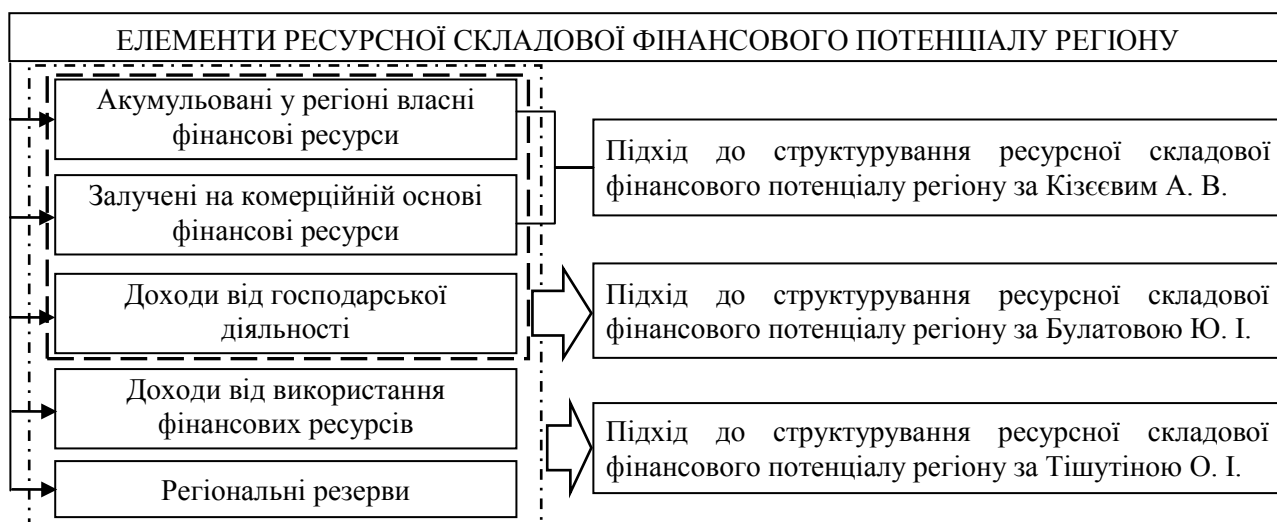 ЕЛЕМЕНТИ РЕСУРСНОЇ СКЛАДОВОЇ ФІНАНСОВОГО ПОТЕНЦІАЛУ РЕГІОНУ
Акумульовані у регіоні власні
фінансові ресурси
Залучені на комерційній основі
фінансові ресурси
Доходи від господарської
діяльності
Доходи від використання
фінансових ресурсів
Регіональні резерви
Підхід до структурування ресурсної складової
фінансового потенціалу регіону за Кізєєвим А. В.
Підхід до структурування ресурсної складової
фінансового потенціалу регіону за Булатовою Ю. І.
Підхід до структурування ресурсної складової
фінансового потенціалу регіону за Тішутіною О. І.